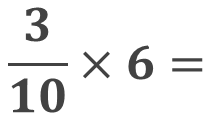 3/10 × 6 =